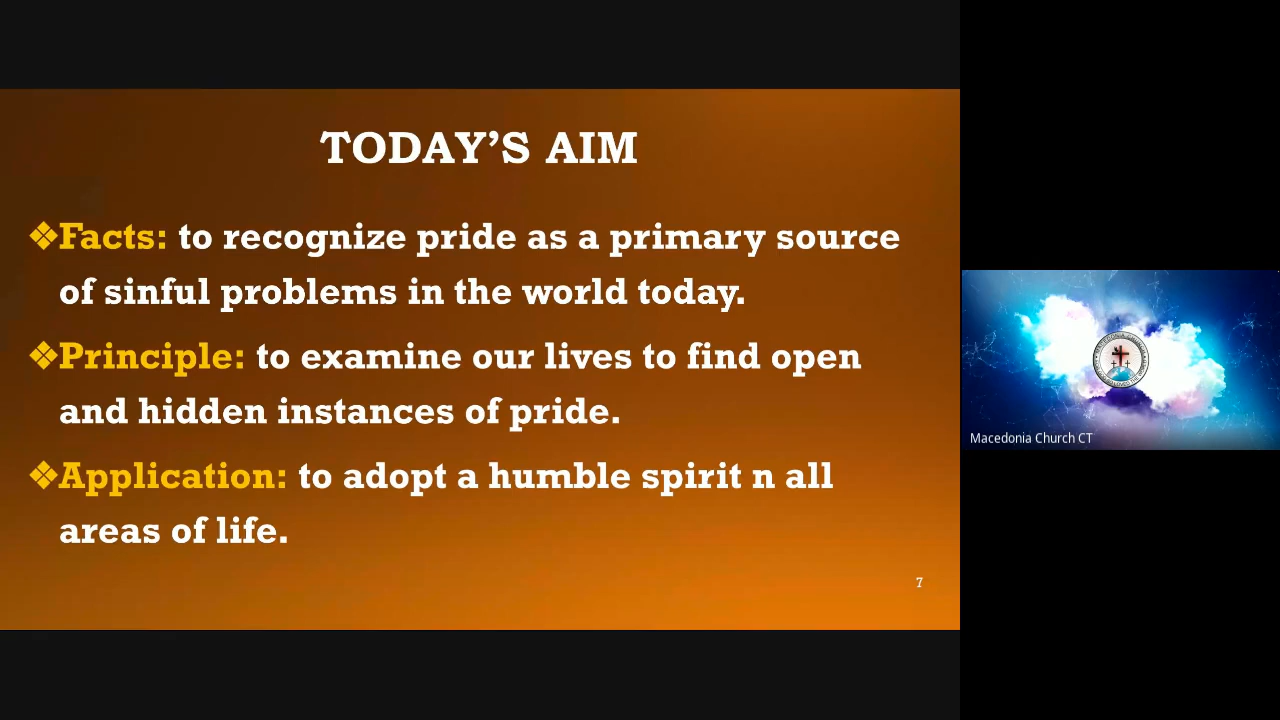 TODAY’S AIM
❖Facts: to recognize pride as a primary source
of sinful problems in the world today.
❖Principle: to examine our lives to find open
and hidden instances of pride.
❖Application: to adopt a humble spirit n all
areas of life.
7
Macedonia Church CT